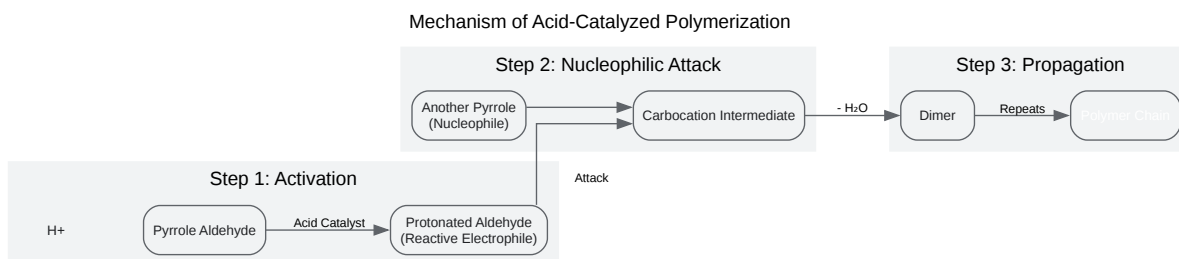 Mechanism of Acid-Catalyzed Polymerization
Step 2: Nucleophilic Attack
Another Pyrrole
(Nucleophile)
Carbocation Intermediate
- H₂O
Step 3: Propagation
Dimer
Repeats
Polymer Chain
Step 1: Activation
Attack
H+
Pyrrole Aldehyde
Acid Catalyst
Protonated Aldehyde
(Reactive Electrophile)